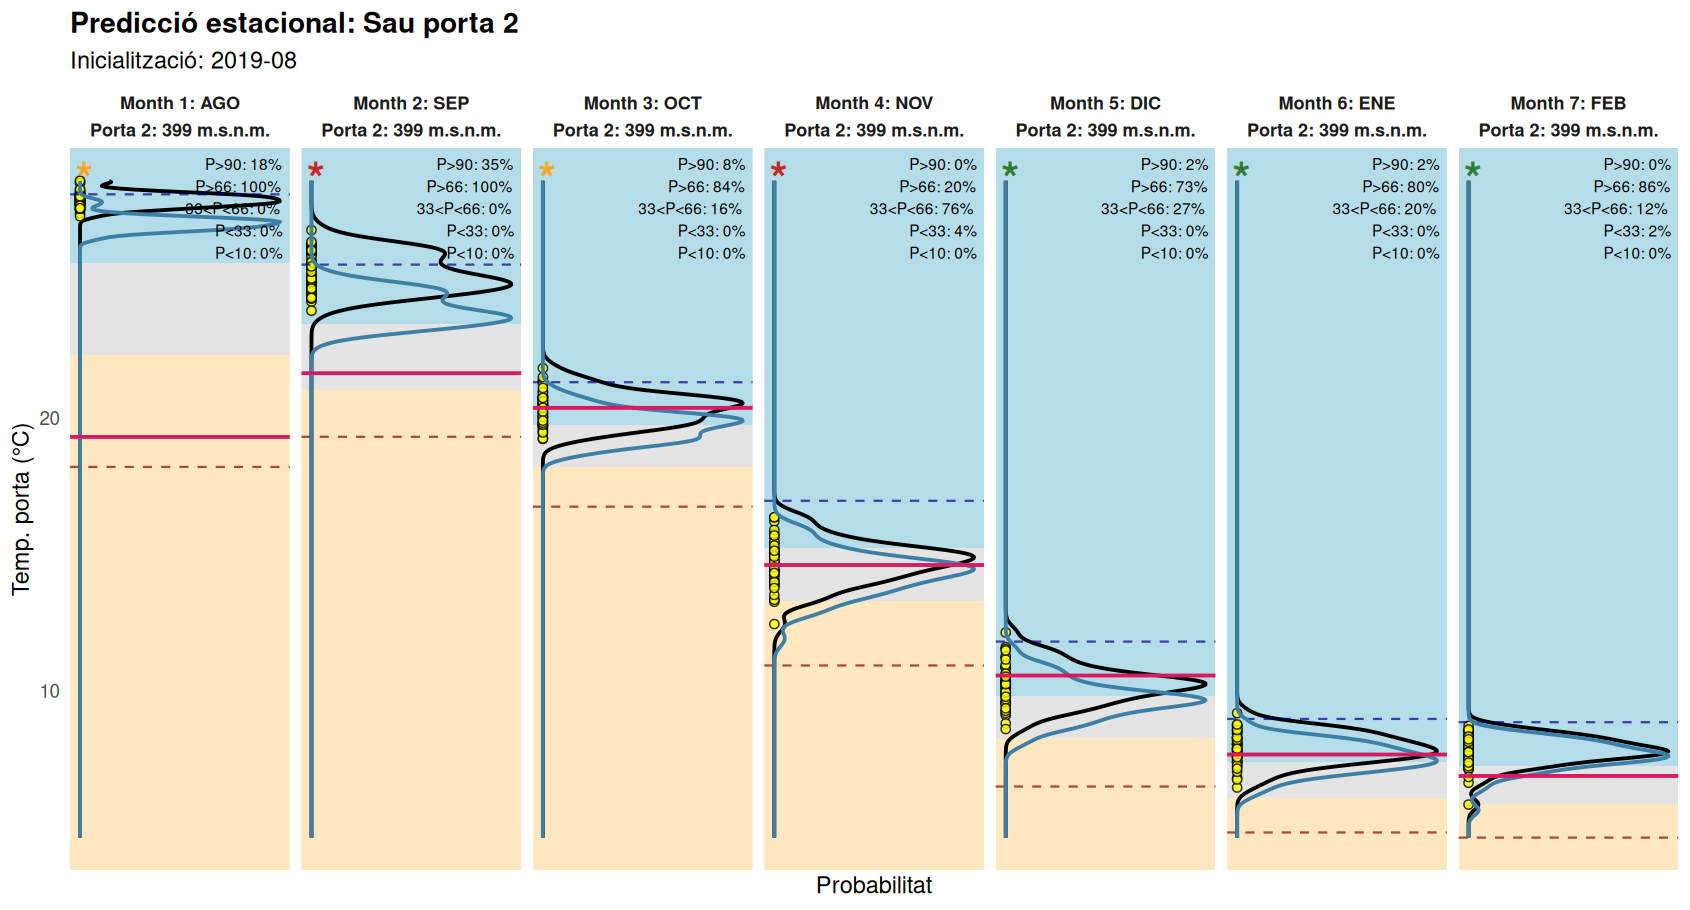 Predicció estacional: Sau porta 2
Inicialització: 2019-08
Month 1: AGO
Porta 2: 399 m.s.n.m.
Month 2: SEP
Porta 2: 399 m.s.n.m.
Month 3: OCT
Porta 2: 399 m.s.n.m.
Month 4: NOV
Porta 2: 399 m.s.n.m.
Month 5: DIC
Porta 2: 399 m.s.n.m.
Month 6: ENE
Porta 2: 399 m.s.n.m.
Month 7: FEB
Porta 2: 399 m.s.n.m.
*
P>90: 18%
P>66: 100%
33<P<66: 0%
P<33: 0%
P<10: 0%
*
P>90: 35%
P>66: 100%
33<P<66: 0%
P<33: 0%
P<10: 0%
*
P>90: 8%
P>66: 84%
33<P<66: 16%
P<33: 0%
P<10: 0%
*
P>90: 0%
P>66: 20%
33<P<66: 76%
P<33: 4%
P<10: 0%
*
P>90: 2%
P>66: 73%
33<P<66: 27%
P<33: 0%
P<10: 0%
*
P>90: 2%
P>66: 80%
33<P<66: 20%
P<33: 0%
P<10: 0%
*
P>90: 0%
P>66: 86%
33<P<66: 12%
P<33: 2%
P<10: 0%
20
10
Temp. porta (°C)
Probabilitat